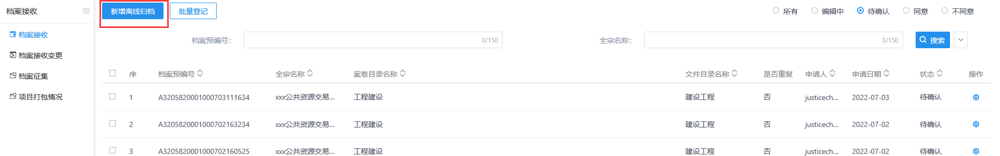 档案接收
新增离线归档 批量登记 所有 编辑中 待确认 同意 不同意
档案接收
档案预编号： 0/150 全宗名称： 0/150 搜索
档案接收变更
档案征集
序 档案预编号 全宗名称 案卷目录名称 文件目录名称 是否重复 申请人 申请日期 状态 操作
项目打包情况
1 A3205820001000703111634 xxx公共资源交易... 工程建设 建设工程 否 justicech... 2022-07-03 待确认
2 A3205820001000702163234 xxx公共资源交易... 工程建设 建设工程 否 justicech... 2022-07-02 待确认
3 A3205820001000702160525 xxx公共资源交易... 工程建设 建设工程 否 justicech... 2022-07-02 待确认